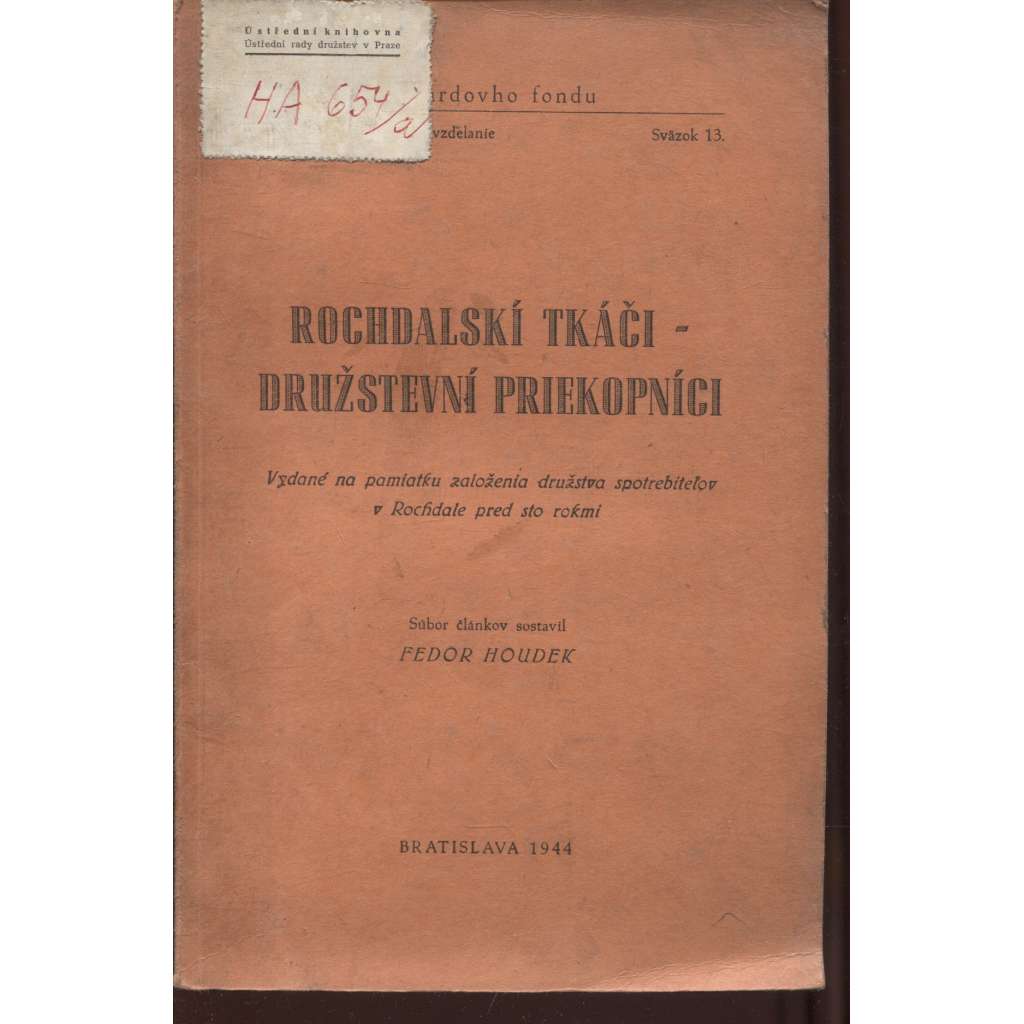 Ústřední knihovna
Ústřední rady družstev v Praze
HA 654/a
ardovho fondu
vzdelanie Sväzok 13.
ROCHDALSKÍ TKÁČI -
DRUŽSTEVNÍ PRIEKOPNÍCI
Vydané na pamiatku založenia družstva spotrebiteľov
v Rochdale pred sto rokmi
Súbor článkov sostavil
FEDOR HOUDEK
BRATISLAVA 1944